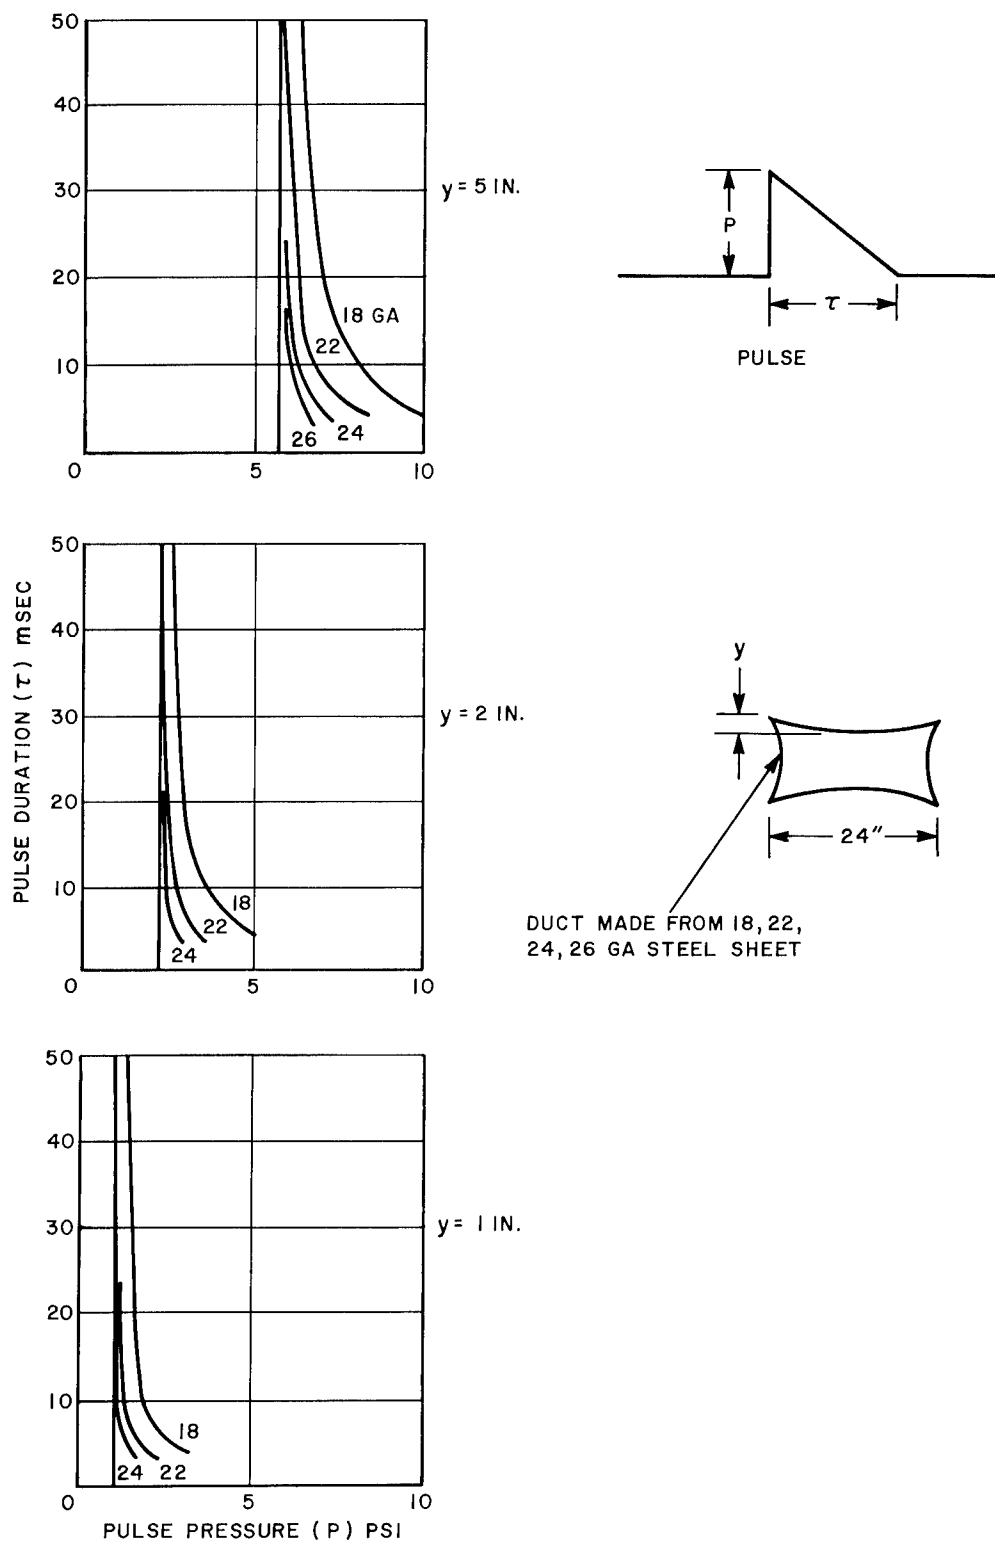 50
40
30
20
10
0
5
10
18 GA
22
24
26
y = 5 IN.
P
τ
PULSE
50
40
30
20
10
0
5
10
18
22
24
y = 2 IN.
y
24"
DUCT MADE FROM 18, 22,
24, 26 GA STEEL SHEET
PULSE DURATION (τ) mSEC
50
40
30
20
10
0
5
10
18
22
24
y = 1 IN.
PULSE PRESSURE (P) PSI